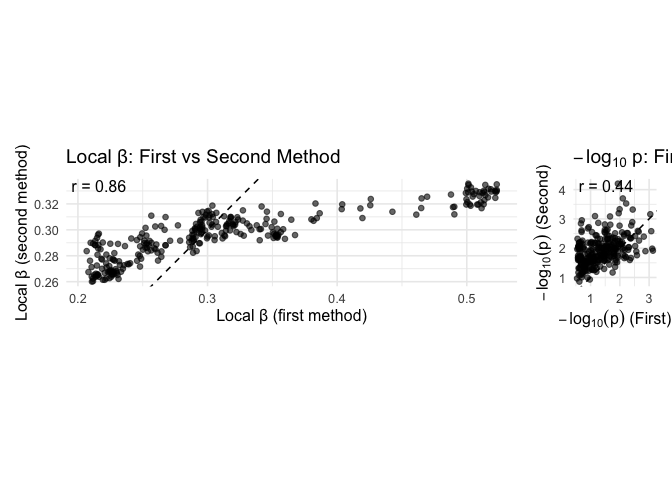 Local β: First vs Second Method
r = 0.86
Local β (second method)
0.32
0.30
0.28
0.26
0.2 0.3 0.4 0.5
Local β (first method)
−log₁₀ p: Fi
r = 0.44
−log₁₀(p) (Second)
4
3
2
1
1 2 3
−log₁₀(p) (First)